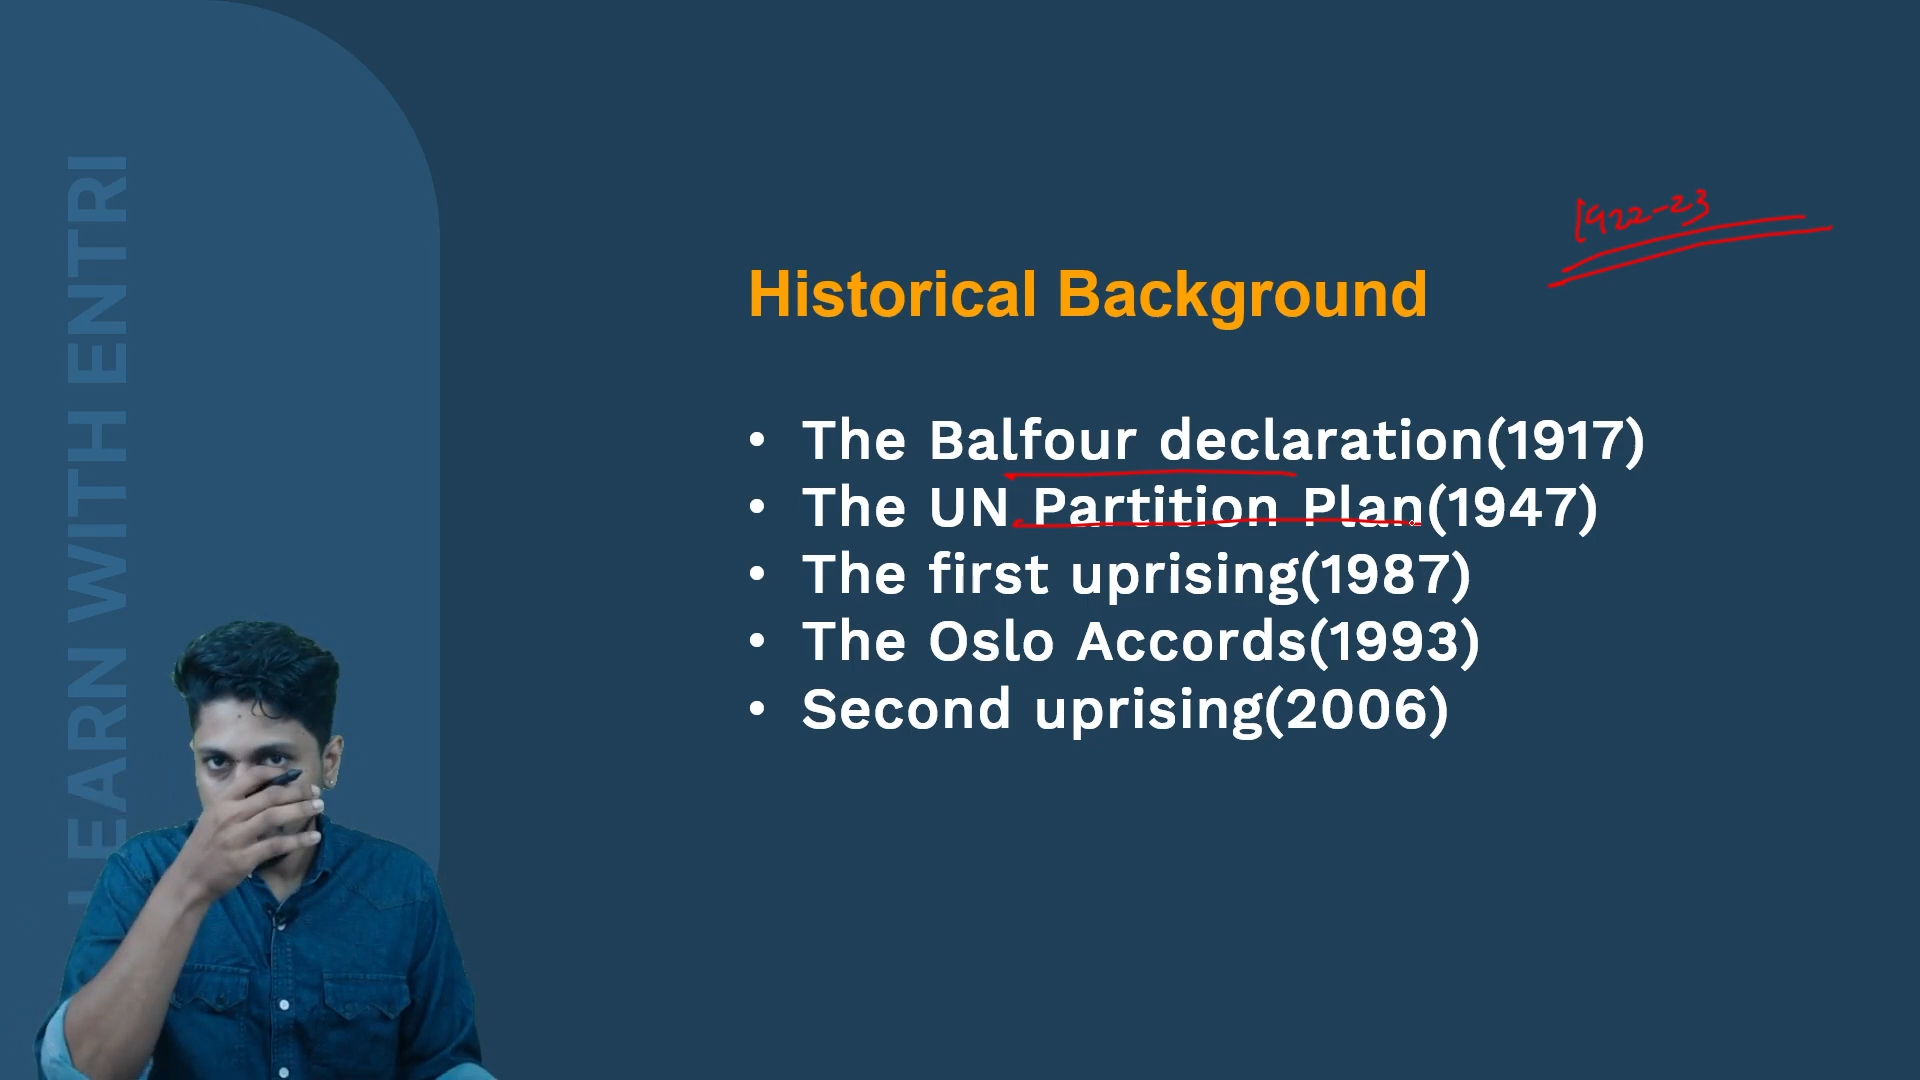 LEARN WITH ENTRI
1922-23
Historical Background
• The Balfour declaration(1917)
• The UN Partition Plan(1947)
• The first uprising(1987)
• The Oslo Accords(1993)
• Second uprising(2006)